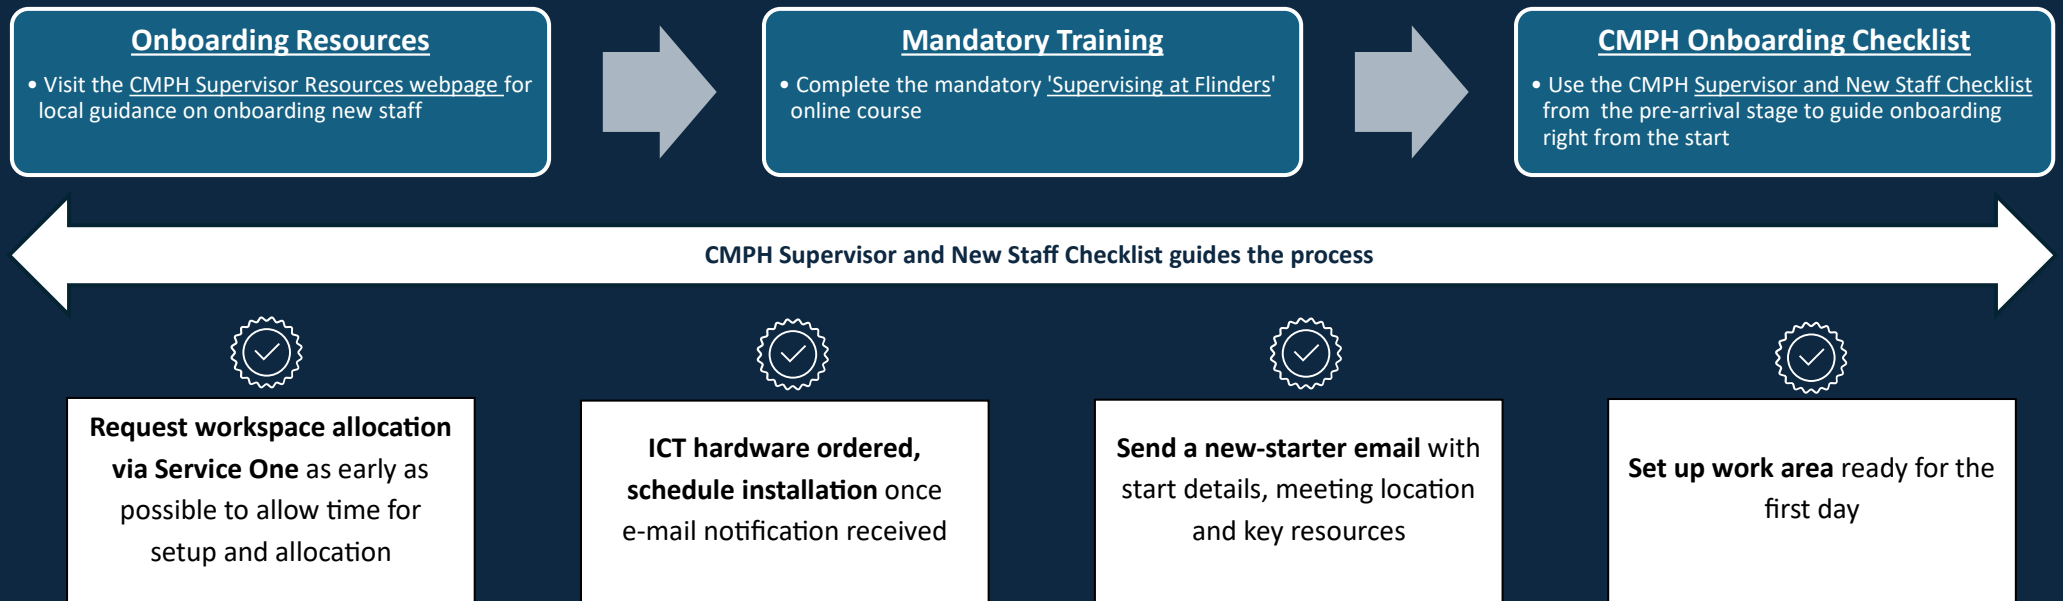 Onboarding Resources
• Visit the CMPH Supervisor Resources webpage for
local guidance on onboarding new staff
Mandatory Training
• Complete the mandatory 'Supervising at Flinders'
online course
CMPH Onboarding Checklist
• Use the CMPH Supervisor and New Staff Checklist
from the pre-arrival stage to guide onboarding
right from the start
CMPH Supervisor and New Staff Checklist guides the process
Request workspace allocation
via Service One as early as
possible to allow time for
setup and allocation
ICT hardware ordered,
schedule installation once
e-mail notification received
Send a new-starter email with
start details, meeting location
and key resources
Set up work area ready for the
first day